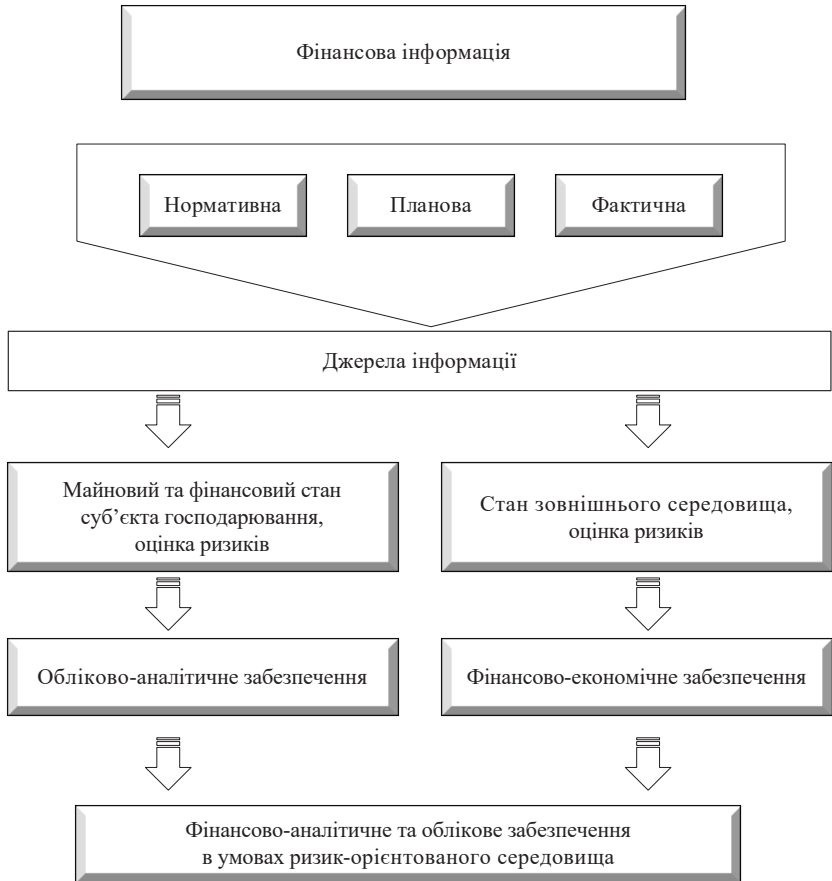 Фінансова інформація
Нормативна
Планова
Фактична
Джерела інформації
Майновий та фінансовий стан
суб’єкта господарювання,
оцінка ризиків
Стан зовнішнього середовища,
оцінка ризиків
Обліково-аналітичне забезпечення
Фінансово-економічне забезпечення
Фінансово-аналітичне та облікове забезпечення
в умовах ризик-орієнтованого середовища